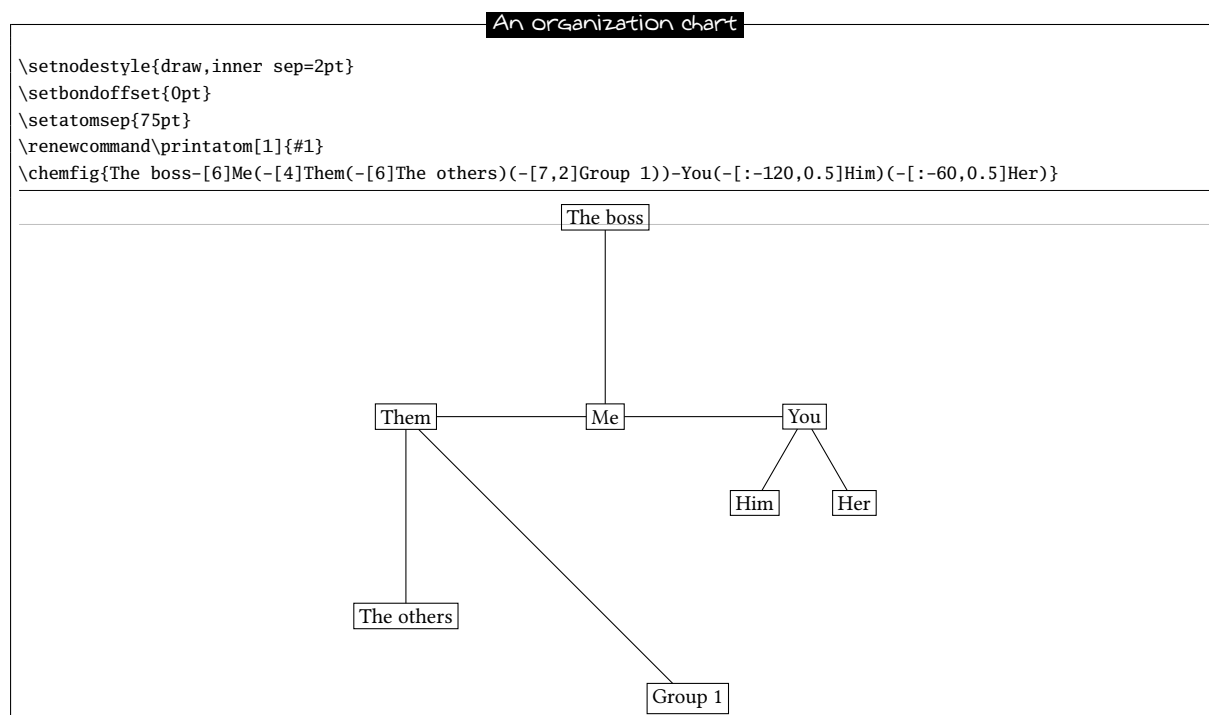 An organization chart
\setnodestyle{draw,inner sep=2pt}
\setbondoffset{0pt}
\setatomsep{75pt}
\renewcommand\printatom[1]{#1}
\chemfig{The boss-[6]Me(-[4]Them(-[6]The others)(-[7,2]Group 1))-You(-[:-120,0.5]Him)(-[:-60,0.5]Her)}
The boss
Them Me You
Him Her
The others
Group 1